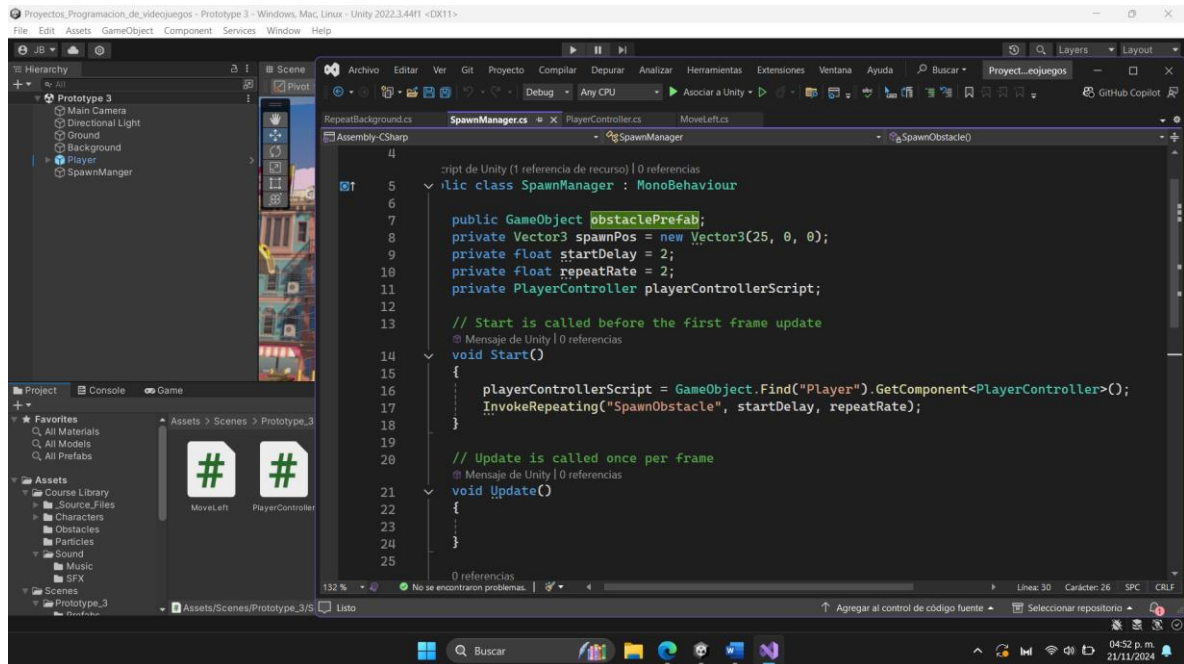 Proyectos_Programacion_de_videojuegos - Prototype 3 - Windows, Mac, Linux - Unity 2022.3.44f1 <DX11>
File Edit Assets GameObject Component Services Window Help
JB
Layers Layout
Hierarchy
All
Prototype 3
Main Camera
Directional Light
Ground
Background
Player
SpawnManger
Scene
Pivot
Archivo Editar Ver Git Proyecto Compilar Depurar Analizar Herramientas Extensiones Ventana Ayuda Buscar Proyect...eojuegos
Debug Any CPU Asociar a Unity GitHub Copilot
RepeatBackground.cs SpawnManager.cs PlayerController.cs MoveLeft.cs
Assembly-CSharp SpawnManager SpawnObstacle()
4
cript de Unity (1 referencia de recurso) | 0 referencias
5 lic class SpawnManager : MonoBehaviour
6
7 public GameObject obstaclePrefab;
8 private Vector3 spawnPos = new Vector3(25, 0, 0);
9 private float startDelay = 2;
10 private float repeatRate = 2;
11 private PlayerController playerControllerScript;
12
13 // Start is called before the first frame update
Mensaje de Unity | 0 referencias
14 void Start()
15 {
16 playerControllerScript = GameObject.Find("Player").GetComponent<PlayerController>();
17 InvokeRepeating("SpawnObstacle", startDelay, repeatRate);
18 }
19
20 // Update is called once per frame
Mensaje de Unity | 0 referencias
21 void Update()
22 {
23
24 }
25
0 referencias
132 % No se encontraron problemas. Línea: 30 Carácter: 26 SPC CRLF
Listo Agregar al control de código fuente Seleccionar repositorio
Project Console Game
Favorites
All Materials
All Models
All Prefabs
Assets
Course Library
_Source_Files
Characters
Obstacles
Particles
Sound
Music
SFX
Scenes
Prototype_3
Prefabs
Assets > Scenes > Prototype_3
MoveLeft PlayerController
Assets/Scenes/Prototype_3/S
Buscar
04:52 p. m.
21/11/2024